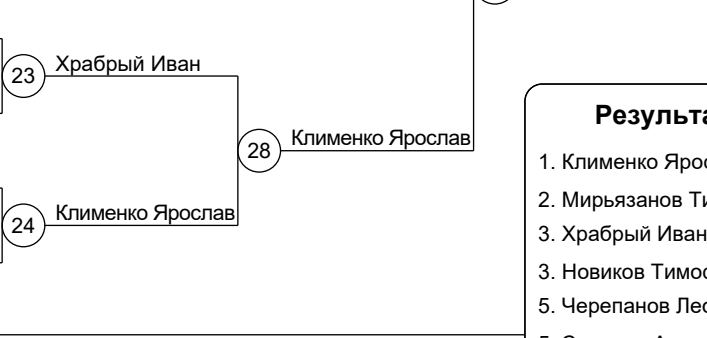 23 Храбрый Иван
28 Клименко Ярослав
24 Клименко Ярослав
1. Клименко
2. Мирьязанов
3. Храбрый Иван
3. Новиков
5. Черепанов